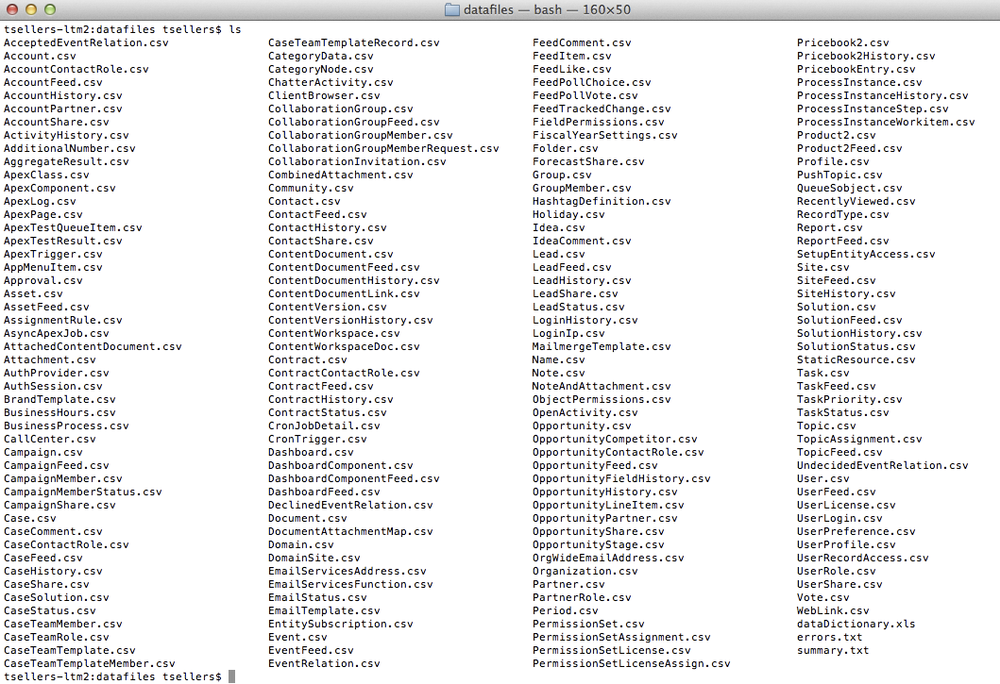 datafiles — bash — 160×50
tsellers-ltm2:datafiles tsellers$ ls
AcceptedEventRelation.csv CaseTeamTemplateRecord.csv FeedComment.csv Pricebook2.csv
Account.csv CategoryData.csv FeedItem.csv Pricebook2History.csv
AccountContactRole.csv CategoryNode.csv FeedLike.csv PricebookEntry.csv
AccountFeed.csv ChatterActivity.csv FeedPollChoice.csv ProcessInstance.csv
AccountHistory.csv ClientBrowser.csv FeedPollVote.csv ProcessInstanceHistory.csv
AccountPartner.csv CollaborationGroup.csv FeedTrackedChange.csv ProcessInstanceStep.csv
AccountShare.csv CollaborationGroupFeed.csv FieldPermissions.csv ProcessInstanceWorkitem.csv
ActivityHistory.csv CollaborationGroupMember.csv FiscalYearSettings.csv Product2.csv
AdditionalNumber.csv CollaborationGroupMemberRequest.csv Folder.csv Product2Feed.csv
AggregateResult.csv CollaborationInvitation.csv ForecastShare.csv Profile.csv
ApexClass.csv CombinedAttachment.csv Group.csv PushTopic.csv
ApexComponent.csv Community.csv GroupMember.csv QueueSobject.csv
ApexLog.csv Contact.csv HashtagDefinition.csv RecentlyViewed.csv
ApexPage.csv ContactFeed.csv Holiday.csv RecordType.csv
ApexTestQueueItem.csv ContactHistory.csv Idea.csv Report.csv
ApexTestResult.csv ContactShare.csv IdeaComment.csv ReportFeed.csv
ApexTrigger.csv ContentDocument.csv Lead.csv SetupEntityAccess.csv
AppMenuItem.csv ContentDocumentFeed.csv LeadFeed.csv Site.csv
Approval.csv ContentDocumentHistory.csv LeadHistory.csv SiteFeed.csv
Asset.csv ContentDocumentLink.csv LeadShare.csv SiteHistory.csv
AssetFeed.csv ContentVersion.csv LeadStatus.csv Solution.csv
AssignmentRule.csv ContentVersionHistory.csv LoginHistory.csv SolutionFeed.csv
AsyncApexJob.csv ContentWorkspace.csv LoginIp.csv SolutionHistory.csv
AttachedContentDocument.csv ContentWorkspaceDoc.csv MailmergeTemplate.csv SolutionStatus.csv
Attachment.csv Contract.csv Name.csv StaticResource.csv
AuthProvider.csv ContractContactRole.csv Note.csv Task.csv
AuthSession.csv ContractFeed.csv NoteAndAttachment.csv TaskFeed.csv
BrandTemplate.csv ContractHistory.csv ObjectPermissions.csv TaskPriority.csv
BusinessHours.csv ContractStatus.csv OpenActivity.csv TaskStatus.csv
BusinessProcess.csv CronJobDetail.csv Opportunity.csv Topic.csv
CallCenter.csv CronTrigger.csv OpportunityCompetitor.csv TopicAssignment.csv
Campaign.csv Dashboard.csv OpportunityContactRole.csv TopicFeed.csv
CampaignFeed.csv DashboardComponent.csv OpportunityFeed.csv UndecidedEventRelation.csv
CampaignMember.csv DashboardComponentFeed.csv OpportunityFieldHistory.csv User.csv
CampaignMemberStatus.csv DashboardFeed.csv OpportunityHistory.csv UserFeed.csv
CampaignShare.csv DeclinedEventRelation.csv OpportunityLineItem.csv UserLicense.csv
Case.csv Document.csv OpportunityPartner.csv UserLogin.csv
CaseComment.csv DocumentAttachmentMap.csv OpportunityShare.csv UserPreference.csv
CaseContactRole.csv Domain.csv OpportunityStage.csv UserProfile.csv
CaseFeed.csv DomainSite.csv OrgWideEmailAddress.csv UserRecordAccess.csv
CaseHistory.csv EmailServicesAddress.csv Organization.csv UserRole.csv
CaseShare.csv EmailServicesFunction.csv Partner.csv UserShare.csv
CaseSolution.csv EmailStatus.csv PartnerRole.csv Vote.csv
CaseStatus.csv EmailTemplate.csv Period.csv WebLink.csv
CaseTeamMember.csv EntitySubscription.csv PermissionSet.csv dataDictionary.xls
CaseTeamRole.csv Event.csv PermissionSetAssignment.csv errors.txt
CaseTeamTemplate.csv EventFeed.csv PermissionSetLicense.csv summary.txt
CaseTeamTemplateMember.csv EventRelation.csv PermissionSetLicenseAssign.csv
tsellers-ltm2:datafiles tsellers$